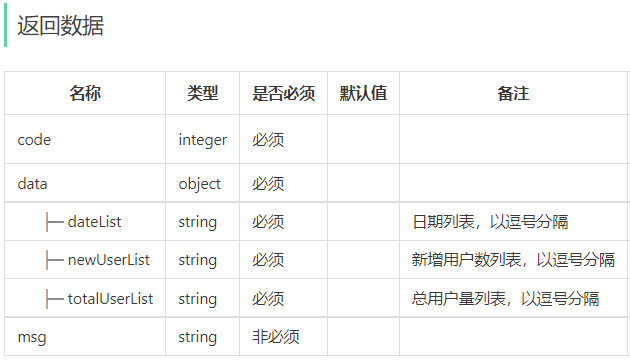 返回数据
名称 类型 是否必须 默认值 备注
code integer 必须
data object 必须
├─ dateList string 必须 日期列表，以逗号分隔
├─ newUserList string 必须 新增用户数列表，以逗号分隔
├─ totalUserList string 必须 总用户量列表，以逗号分隔
msg string 非必须